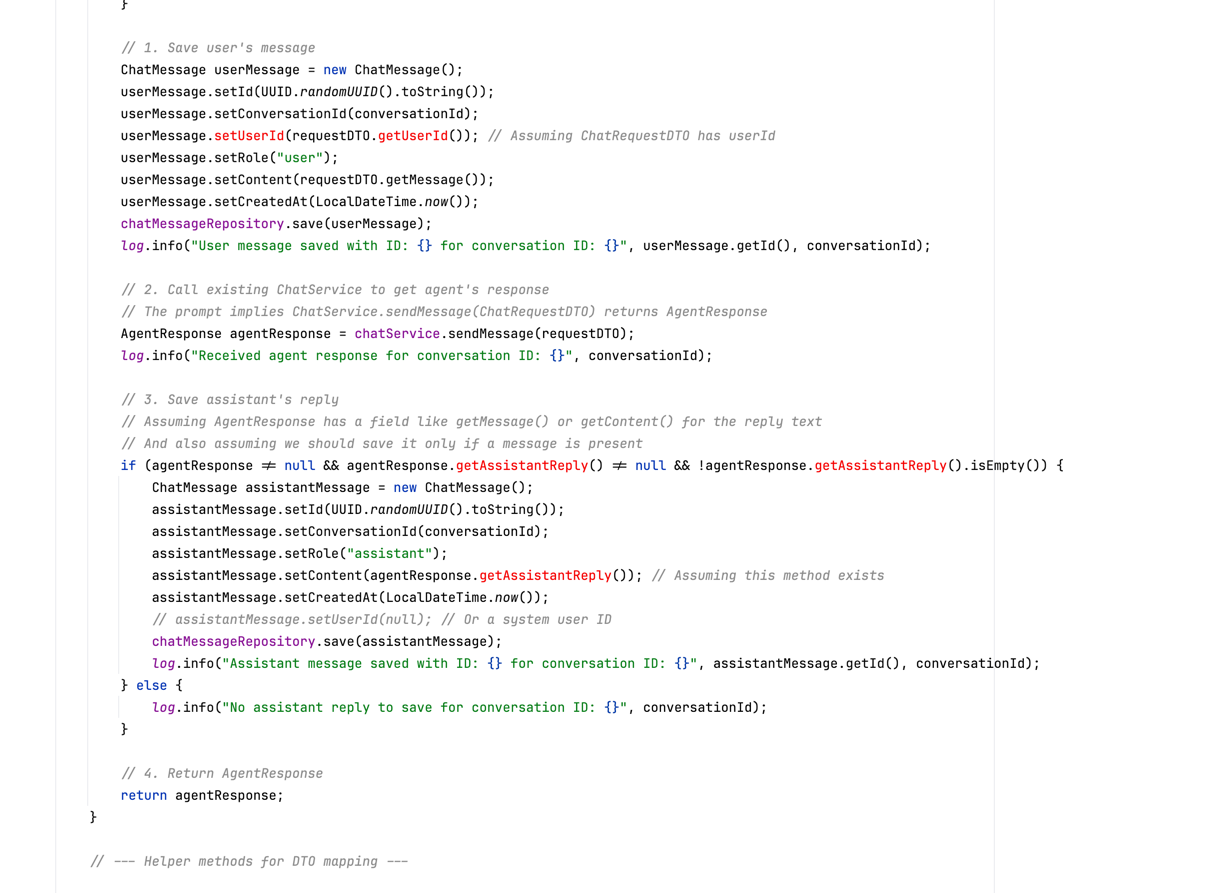 }
// 1. Save user's message
ChatMessage userMessage = new ChatMessage();
userMessage.setId(UUID.randomUUID().toString());
userMessage.setConversationId(conversationId);
userMessage.setUserId(requestDTO.getUserId()); // Assuming ChatRequestDTO has userId
userMessage.setRole("user");
userMessage.setContent(requestDTO.getMessage());
userMessage.setCreatedAt(LocalDateTime.now());
chatMessageRepository.save(userMessage);
log.info("User message saved with ID: {} for conversation ID: {}", userMessage.getId(), conversationId);
// 2. Call existing ChatService to get agent's response
// The prompt implies ChatService.sendMessage(ChatRequestDTO) returns AgentResponse
AgentResponse agentResponse = chatService.sendMessage(requestDTO);
log.info("Received agent response for conversation ID: {}", conversationId);
// 3. Save assistant's reply
// Assuming AgentResponse has a field like getMessage() or getContent() for the reply text
// And also assuming we should save it only if a message is present
if (agentResponse != null && agentResponse.getAssistantReply() != null && !agentResponse.getAssistantReply().isEmpty()) {
ChatMessage assistantMessage = new ChatMessage();
assistantMessage.setId(UUID.randomUUID().toString());
assistantMessage.setConversationId(conversationId);
assistantMessage.setRole("assistant");
assistantMessage.setContent(agentResponse.getAssistantReply()); // Assuming this method exists
assistantMessage.setCreatedAt(LocalDateTime.now());
// assistantMessage.setUserId(null); // Or a system user ID
chatMessageRepository.save(assistantMessage);
log.info("Assistant message saved with ID: {} for conversation ID: {}", assistantMessage.getId(), conversationId);
} else {
log.info("No assistant reply to save for conversation ID: {}", conversationId);
}
// 4. Return AgentResponse
return agentResponse;
}
// --- Helper methods for DTO mapping ---